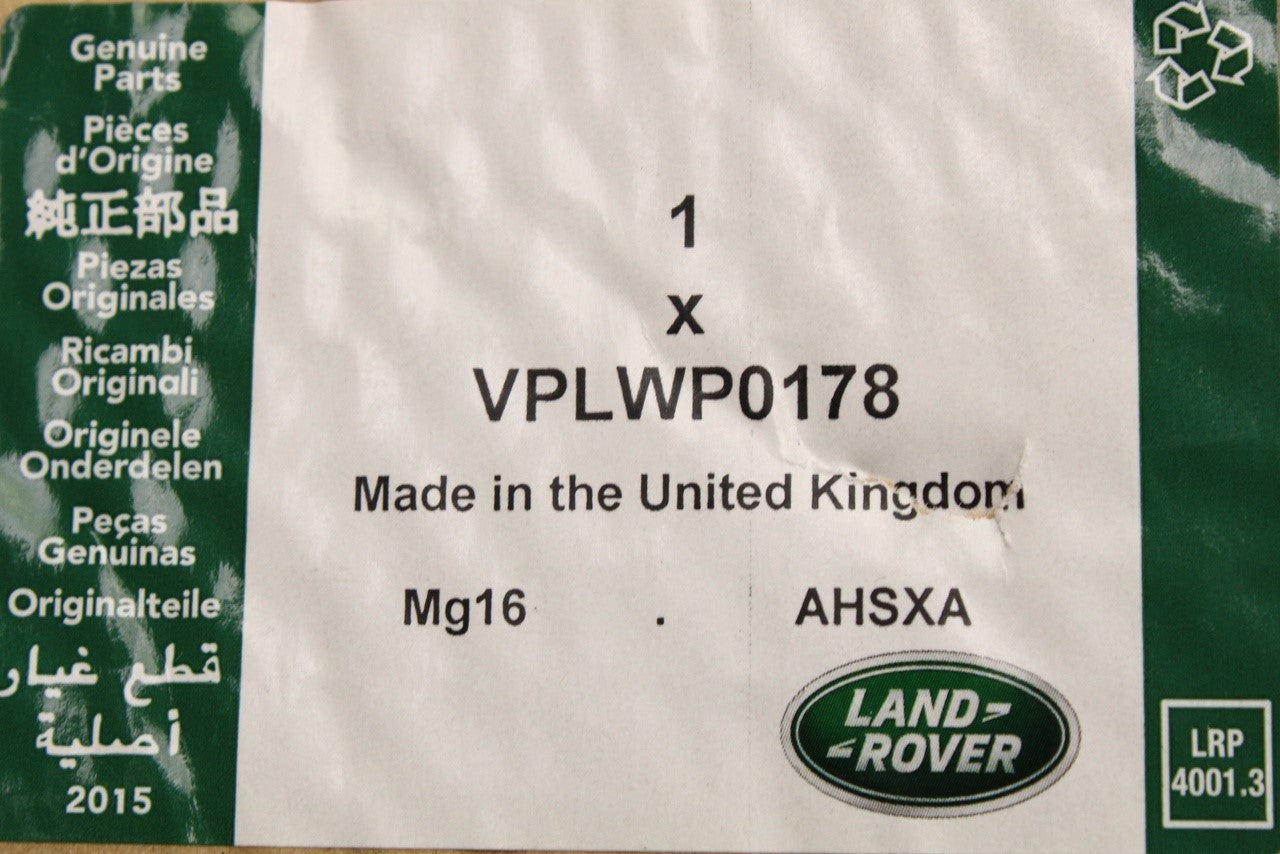 Genuine
Parts
Pièces
d'Origine
純正部品
Piezas
Originales
Ricambi
Originali
Originele
Onderdelen
Peças
Genuinas
Originalteile
قطع غيار
أصلية
2015
1
x
VPLWP0178
Made in the United Kingdom
Mg16 . AHSXA
LAND
ROVER
LRP
4001.3